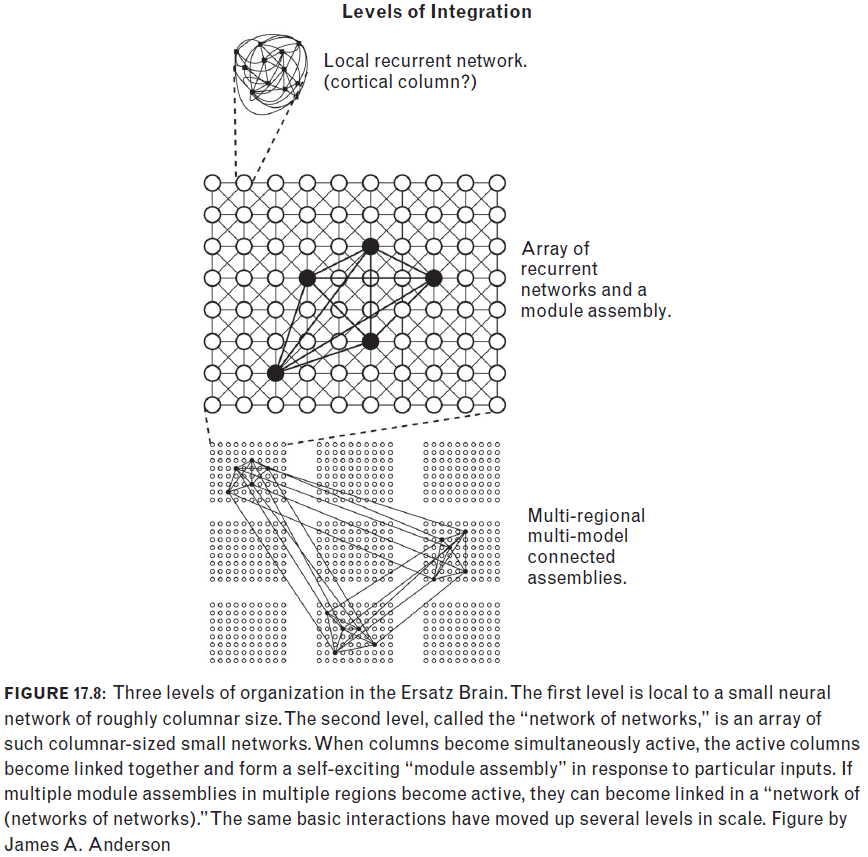 Levels of Integration
Local recurrent network.
(cortical column?)
Array of
recurrent
networks and a
module assembly.
Multi-regional
multi-model
connected
assemblies.
FIGURE 17.8: Three levels of organization in the Ersatz Brain. The first level is local to a small neural
network of roughly columnar size. The second level, called the “network of networks,” is an array of
such columnar-sized small networks. When columns become simultaneously active, the active columns
become linked together and form a self-exciting “module assembly” in response to particular inputs. If
multiple module assemblies in multiple regions become active, they can become linked in a “network of
(networks of networks).” The same basic interactions have moved up several levels in scale. Figure by
James A. Anderson